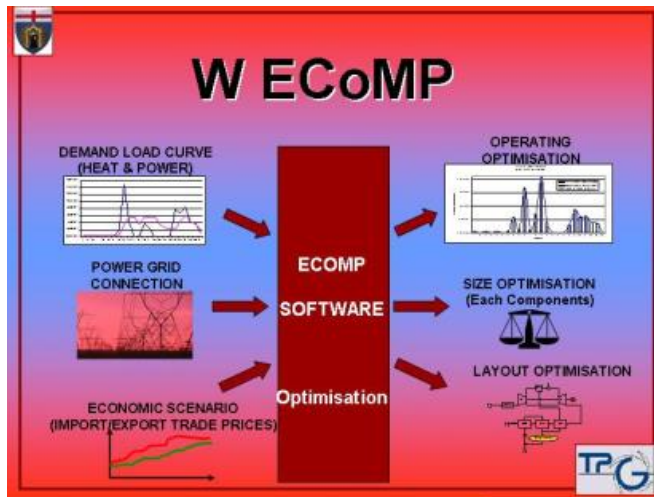 W ECoMP
DEMAND LOAD CURVE
(HEAT & POWER)
POWER GRID
CONNECTION
ECONOMIC SCENARIO
(IMPORT/EXPORT TRADE PRICES)
ECOMP
SOFTWARE
Optimisation
OPERATING
OPTIMISATION
SIZE OPTIMISATION
(Each Components)
LAYOUT OPTIMISATION
TPG